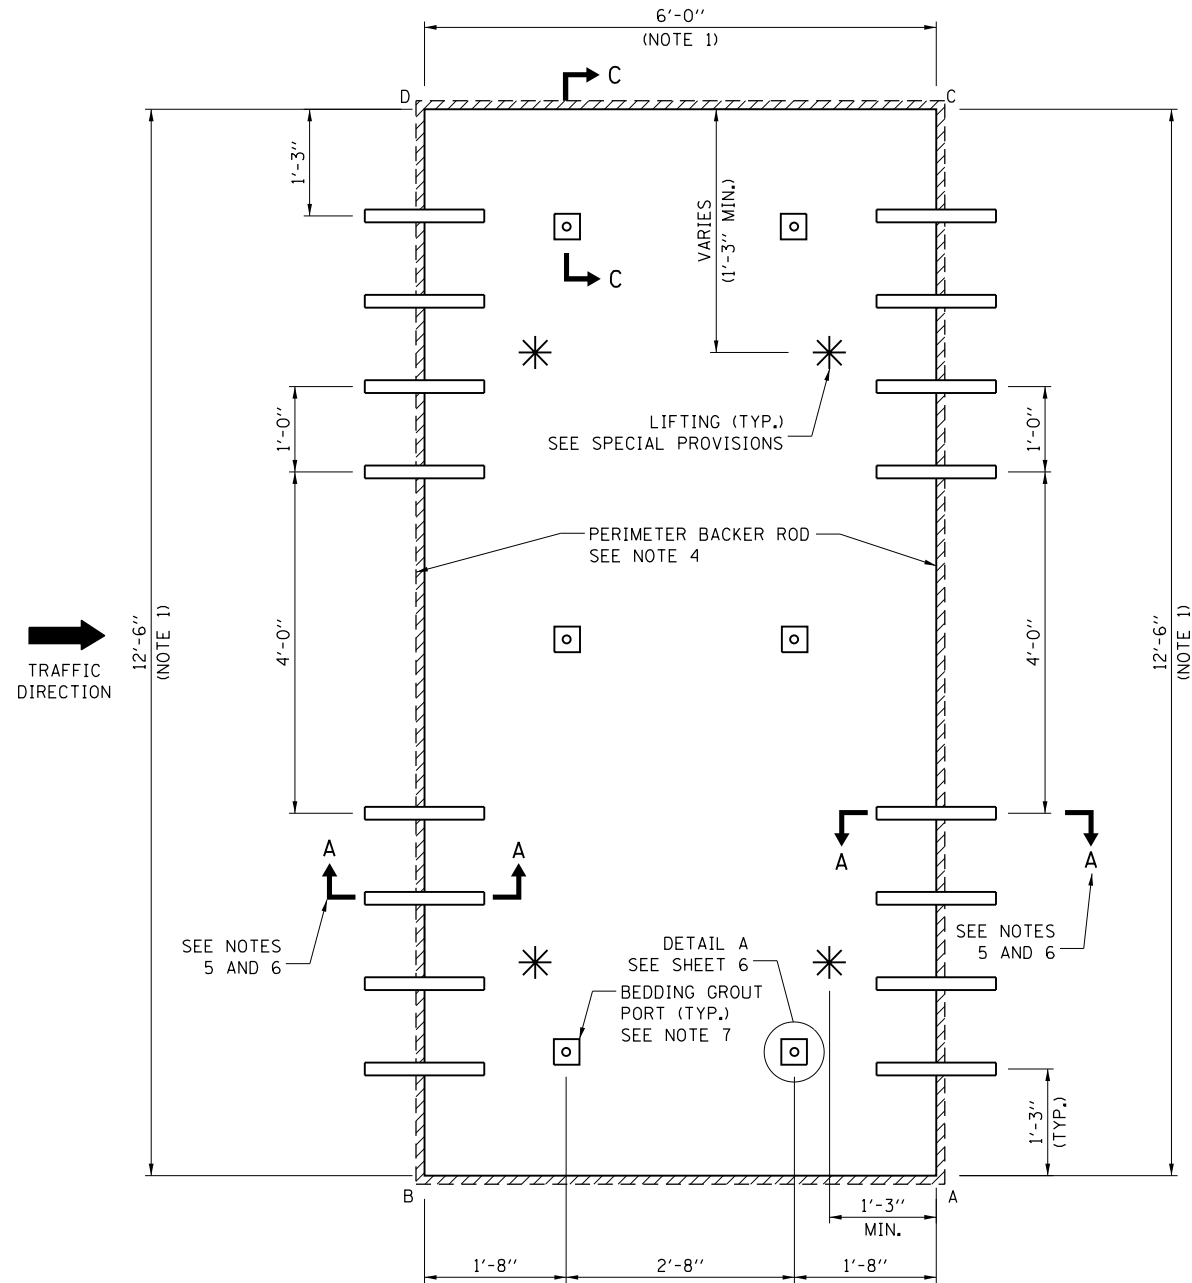 6'-0"
(NOTE 1)
C
D
C
1'-3"
VARIES
(1'-3" MIN.)
C
LIFTING (TYP.)
SEE SPECIAL PROVISIONS
1'-0"
1'-0"
PERIMETER BACKER ROD
SEE NOTE 4
TRAFFIC
DIRECTION
12'-6"
(NOTE 1)
4'-0"
4'-0"
12'-6"
(NOTE 1)
A
A
A
A
SEE NOTES
5 AND 6
DETAIL A
SEE SHEET 6
SEE NOTES
5 AND 6
BEDDING GROUT
PORT (TYP.)
SEE NOTE 7
1'-3"
(TYP.)
B
A
1'-3"
MIN.
1'-8"
2'-8"
1'-8"